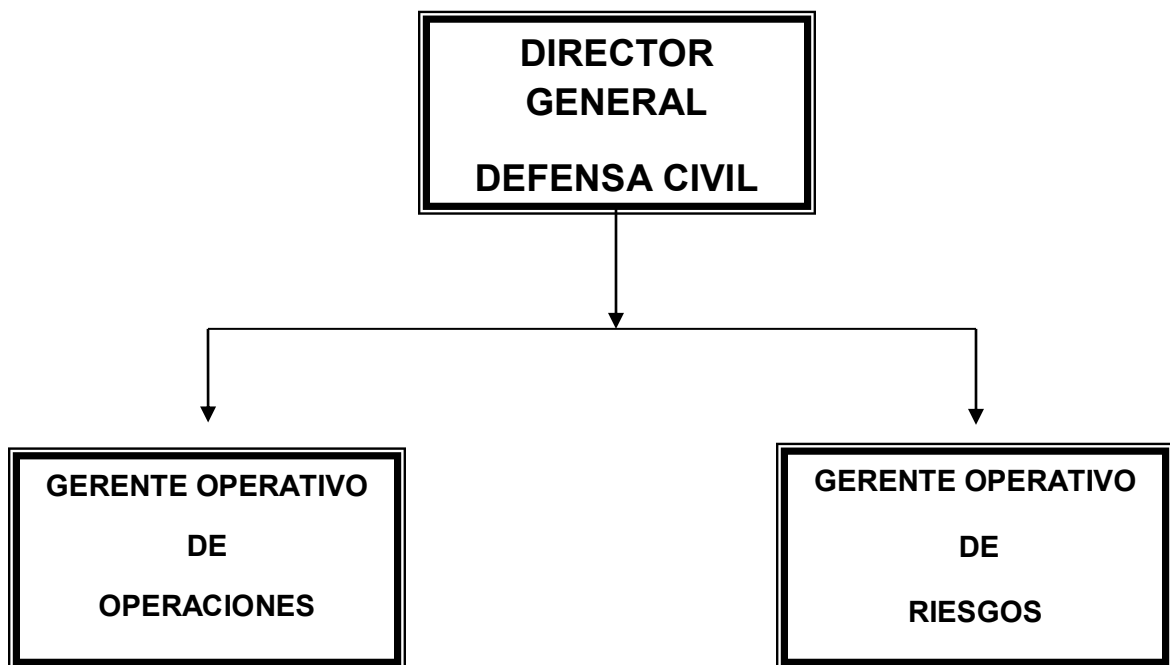 DIRECTOR
GENERAL
DEFENSA CIVIL
GERENTE OPERATIVO
DE
OPERACIONES
GERENTE OPERATIVO
DE
RIESGOS